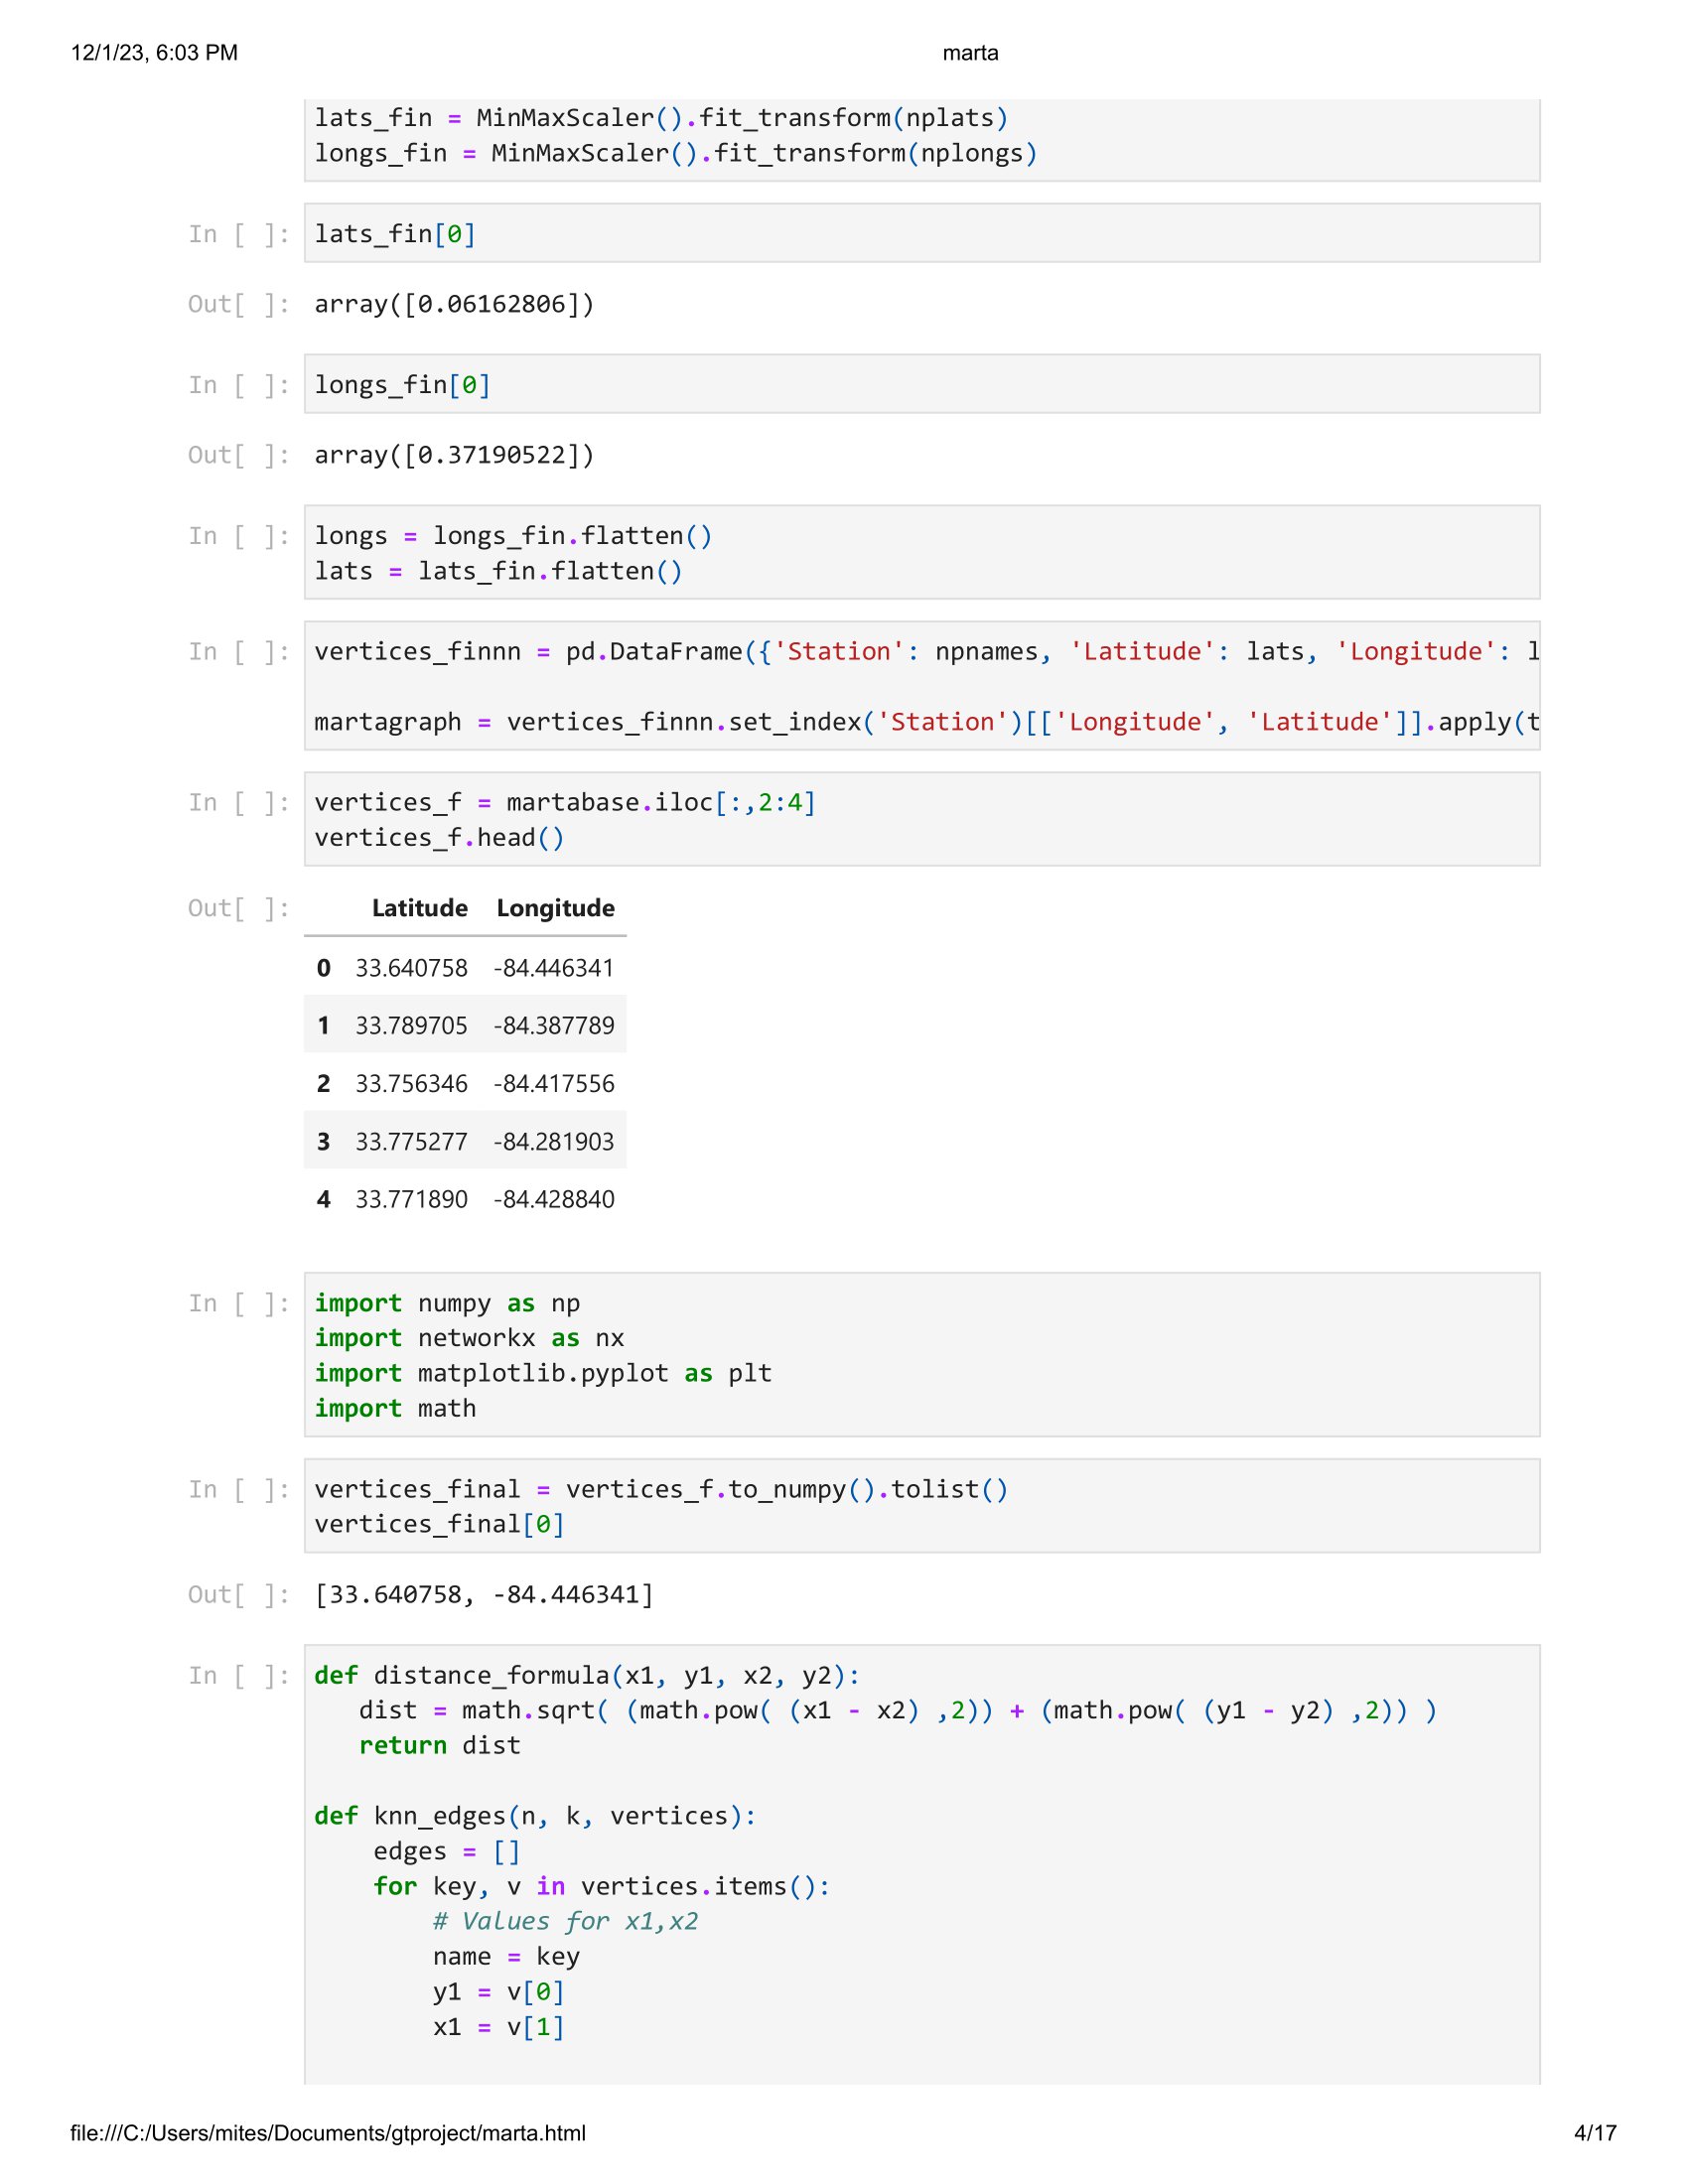 12/1/23, 6:03 PM marta
lats_fin = MinMaxScaler().fit_transform(nplats)
longs_fin = MinMaxScaler().fit_transform(nplongs)
In [ ]: lats_fin[0]
Out[ ]: array([0.06162806])
In [ ]: longs_fin[0]
Out[ ]: array([0.37190522])
In [ ]: longs = longs_fin.flatten()
lats = lats_fin.flatten()
In [ ]: vertices_finnn = pd.DataFrame({'Station': npnames, 'Latitude': lats, 'Longitude': l
martagraph = vertices_finnn.set_index('Station')[['Longitude', 'Latitude']].apply(t
In [ ]: vertices_f = martabase.iloc[:,2:4]
vertices_f.head()
Out[ ]: Latitude Longitude
0 33.640758 -84.446341
1 33.789705 -84.387789
2 33.756346 -84.417556
3 33.775277 -84.281903
4 33.771890 -84.428840
In [ ]: import numpy as np
import networkx as nx
import matplotlib.pyplot as plt
import math
In [ ]: vertices_final = vertices_f.to_numpy().tolist()
vertices_final[0]
Out[ ]: [33.640758, -84.446341]
In [ ]: def distance_formula(x1, y1, x2, y2):
   dist = math.sqrt( (math.pow( (x1 - x2) ,2)) + (math.pow( (y1 - y2) ,2)) )
   return dist
def knn_edges(n, k, vertices):
    edges = []
    for key, v in vertices.items():
        # Values for x1,x2
        name = key
        y1 = v[0]
        x1 = v[1]
file:///C:/Users/mites/Documents/gtproject/marta.html 4/17